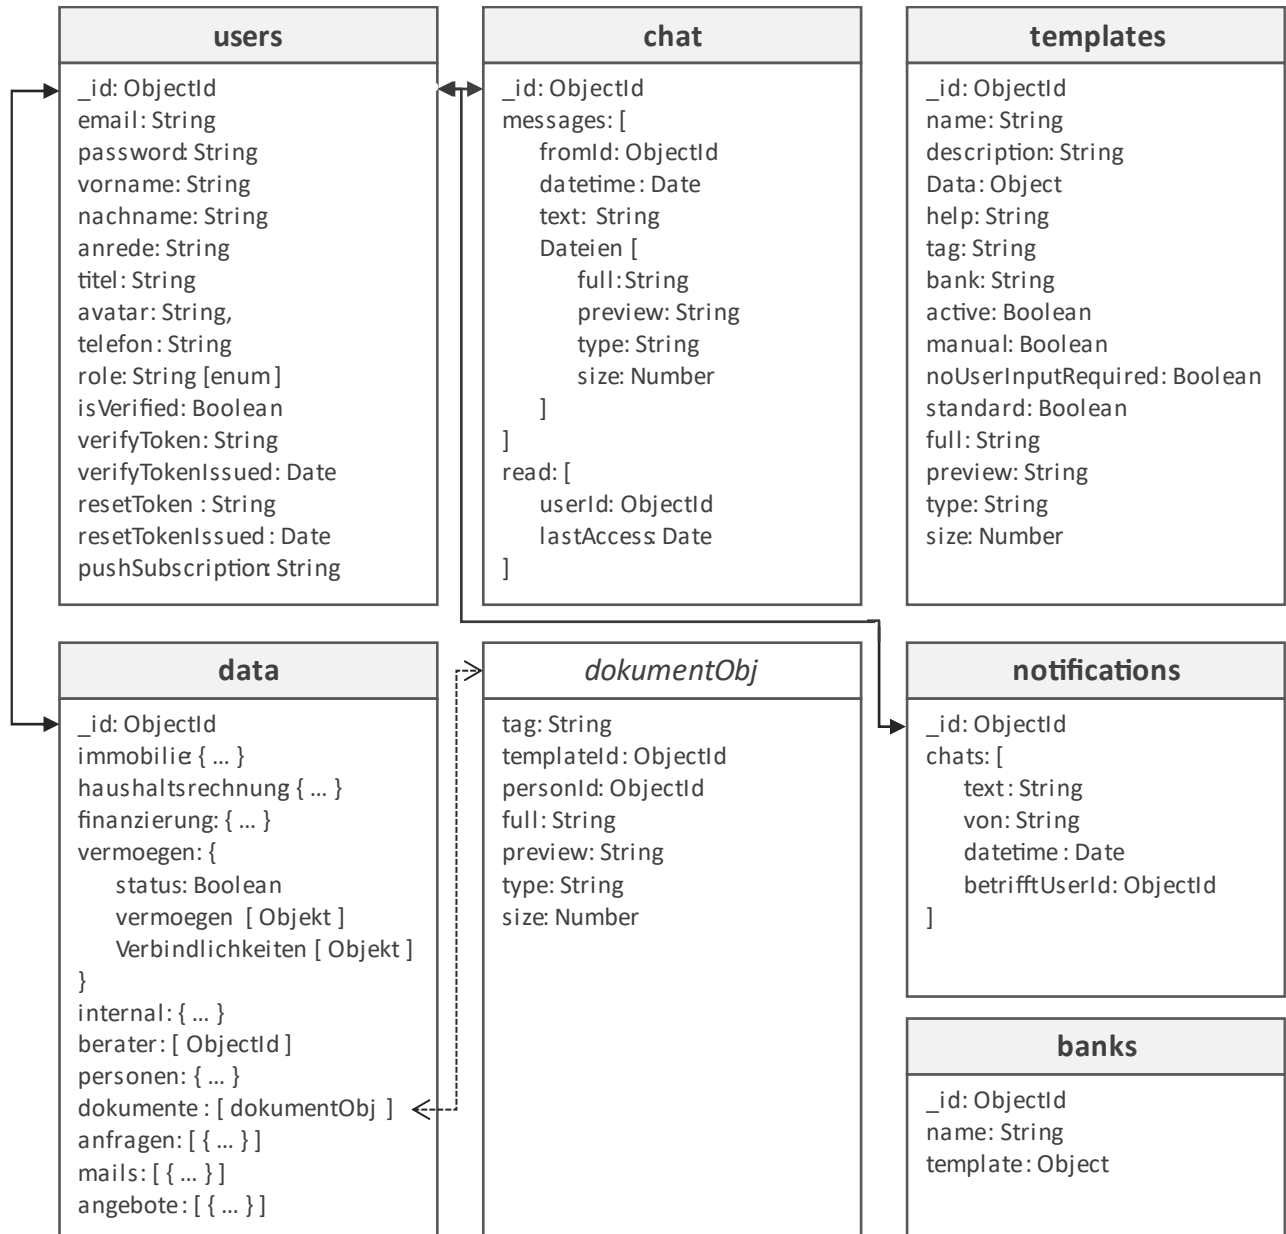 users
_id: ObjectId
email: String
password: String
vorname: String
nachname: String
anrede: String
titel: String
avatar: String,
telefon: String
role: String [enum]
isVerified: Boolean
verifyToken: String
verifyTokenIssued: Date
resetToken : String
resetTokenIssued : Date
pushSubscription: String
chat
_id: ObjectId
messages: [
fromId: ObjectId
datetime : Date
text: String
Dateien [
full: String
preview: String
type: String
size: Number
]
]
read: [
userId: ObjectId
lastAccess: Date
]
templates
_id: ObjectId
name: String
description: String
Data: Object
help: String
tag: String
bank: String
active: Boolean
manual: Boolean
noUserInputRequired: Boolean
standard: Boolean
full: String
preview: String
type: String
size: Number
data
_id: ObjectId
immobilie: { ... }
haushaltsrechnung: { ... }
finanzierung: { ... }
vermoegen: {
status: Boolean
vermoegen [ Objekt ]
Verbindlichkeiten [ Objekt ]
}
internal: { ... }
berater: [ ObjectId ]
personen: { ... }
dokumente : [ dokumentObj ]
anfragen: [ { ... } ]
mails: [ { ... } ]
angebote : [ { ... } ]
dokumentObj
tag: String
templateId: ObjectId
personId: ObjectId
full: String
preview: String
type: String
size: Number
notifications
_id: ObjectId
chats: [
text : String
von: String
datetime : Date
betrifftUserId: ObjectId
]
banks
_id: ObjectId
name: String
template : Object